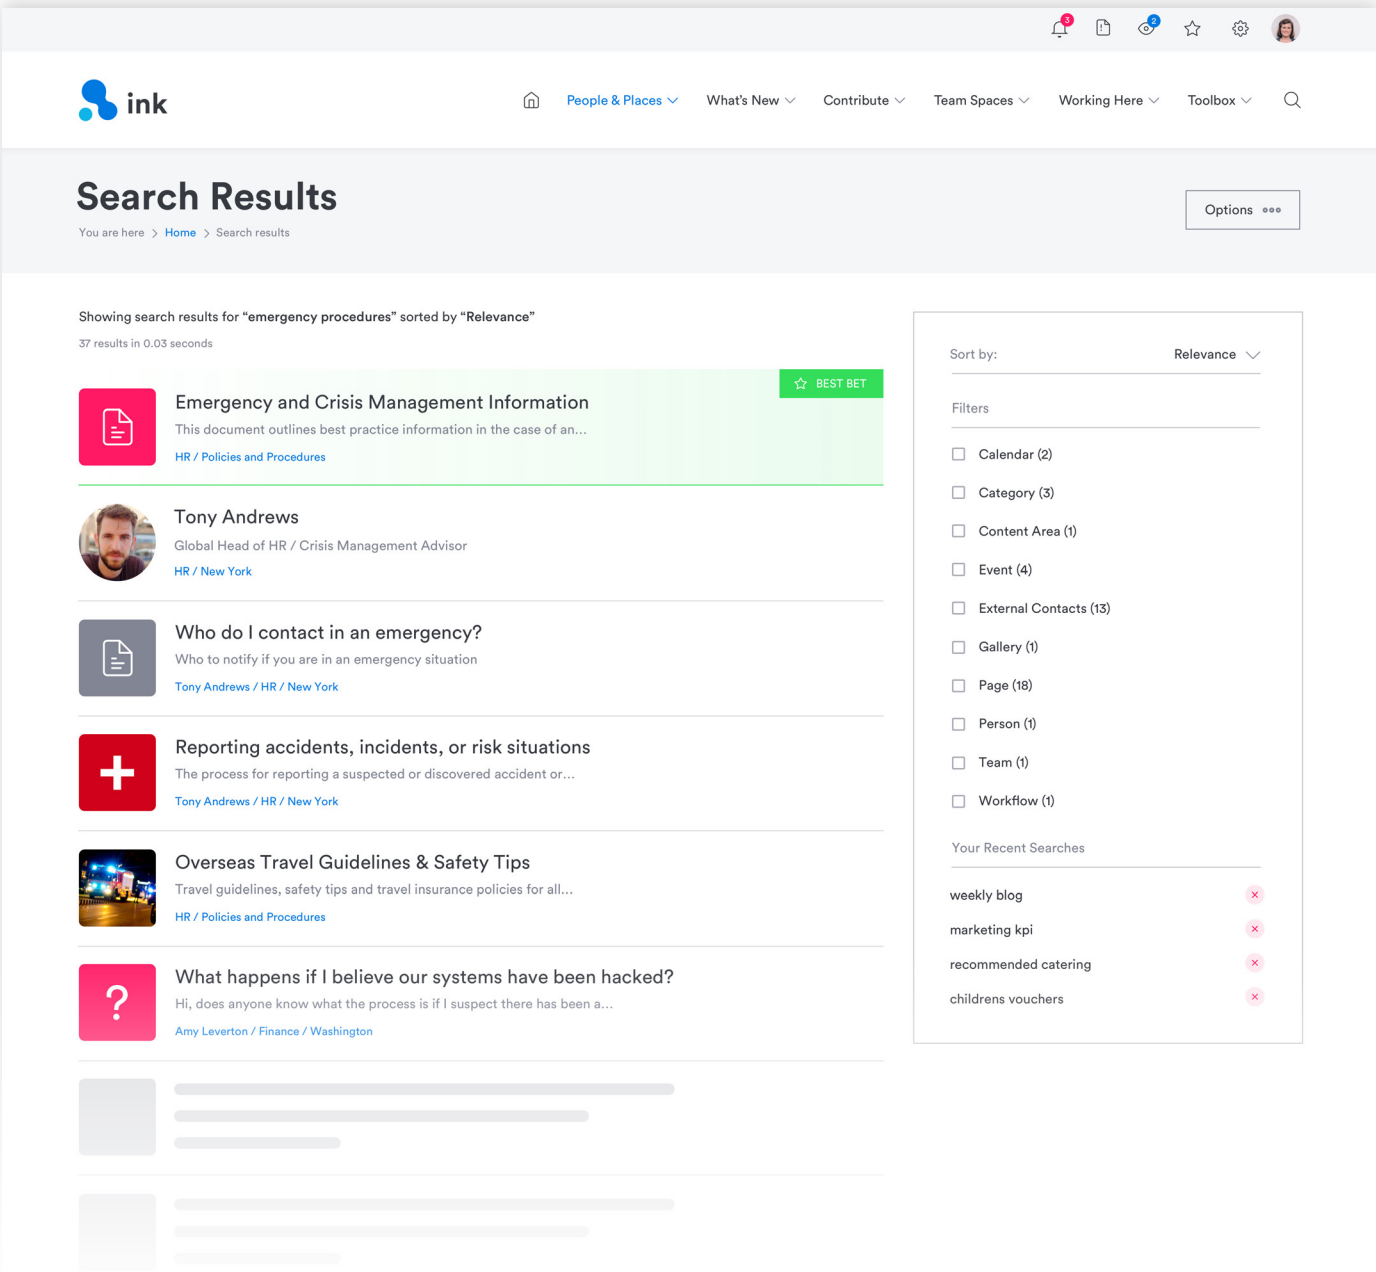 3
2
ink
People & Places
What's New
Contribute
Team Spaces
Working Here
Toolbox
Search Results
You are here > Home > Search results
Options
Showing search results for “emergency procedures” sorted by “Relevance”
37 results in 0.03 seconds
BEST BET
Emergency and Crisis Management Information
This document outlines best practice information in the case of an...
HR / Policies and Procedures
Tony Andrews
Global Head of HR / Crisis Management Advisor
HR / New York
Who do I contact in an emergency?
Who to notify if you are in an emergency situation
Tony Andrews / HR / New York
Reporting accidents, incidents, or risk situations
The process for reporting a suspected or discovered accident or...
Tony Andrews / HR / New York
Overseas Travel Guidelines & Safety Tips
Travel guidelines, safety tips and travel insurance policies for all...
HR / Policies and Procedures
What happens if I believe our systems have been hacked?
Hi, does anyone know what the process is if I suspect there has been a...
Amy Leverton / Finance / Washington
Sort by:
Relevance
Filters
Calendar (2)
Category (3)
Content Area (1)
Event (4)
External Contacts (13)
Gallery (1)
Page (18)
Person (1)
Team (1)
Workflow (1)
Your Recent Searches
weekly blog
marketing kpi
recommended catering
childrens vouchers